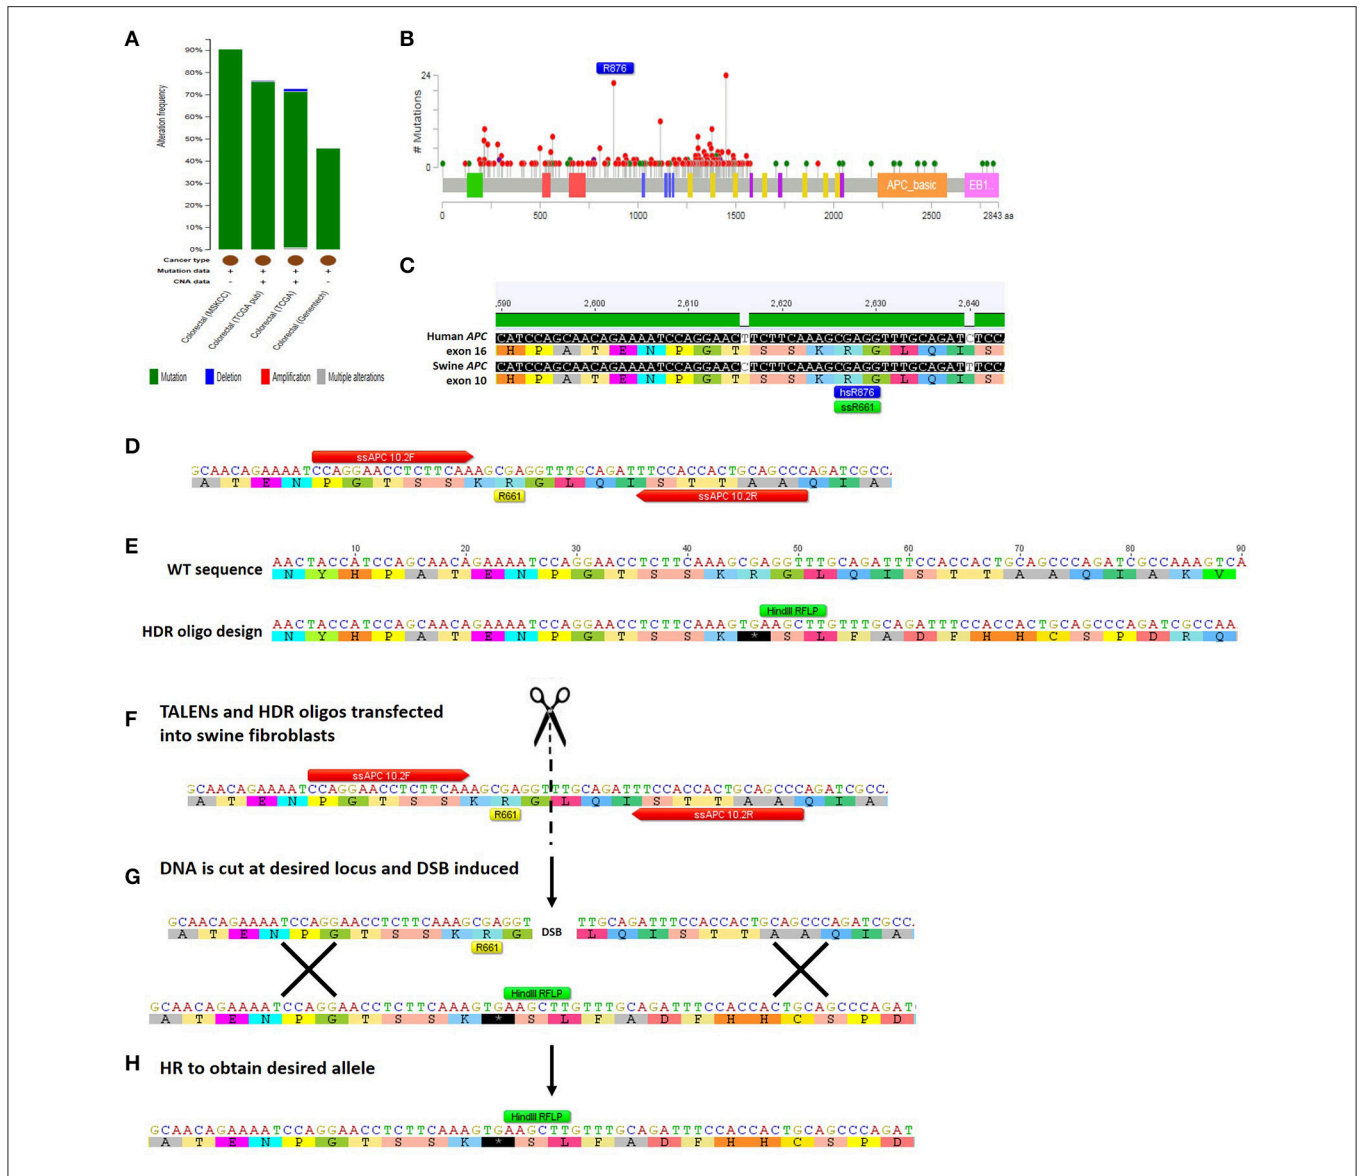 A
90%
80%
70%
60%
50%
40%
30%
20%
10%
0%
Alteration frequency
Cancer type
Mutation data + + + +
CNA data - + + -
Colorectal (MSKCC)
Colorectal (TCGA pub)
Colorectal (TCGA)
Colorectal (Genentech)
Mutation Deletion Amplification Multiple alterations
B
R876
24
0
# Mutations
APC_basic EB1..
0 500 1000 1500 2000 2500 2843 aa
C
,590 2,600 2,610 2,620 2,630 2,640
Human APC CATCCAGCAACAGAAAATCCAGGAACTTCTTCAAAGCGAGGTTTGCAGATCTCC
exon 16 H P A T E N P G T S S K R G L Q I S
Swine APC CATCCAGCAACAGAAAATCCAGGAACCTCTTCAAAGCGAGGTTTGCAGATTTCC
exon 10 H P A T E N P G T S S K R G L Q I S
hsR876
ssR661
D
ssAPC 10.2F
GCAACAGAAAATCCAGGAACCTCTTCAAAGCGAGGTTTGCAGATTTCCACCACTGCAGCCCAGATCGCC
A T E N P G T S S K R G L Q I S T T A A Q I A
R661
ssAPC 10.2R
E
10 20 30 40 50 60 70 80 90
WT sequence
AACTACCATCCAGCAACAGAAAATCCAGGAACCTCTTCAAAGCGAGGTTTGCAGATTTCCACCACTGCAGCCCAGATCGCCAAAGTCA
N Y H P A T E N P G T S S K R G L Q I S T T A A Q I A K V
HindIII RFLP
HDR oligo design
AACTACCATCCAGCAACAGAAAATCCAGGAACCTCTTCAAAGTGAAGCTTGTTTGCAGATTTCCACCACTGCAGCCCAGATCGCCAA
N Y H P A T E N P G T S S K * S L F A D F H H C S P D R Q
F
TALENs and HDR oligos transfected
into swine fibroblasts
ssAPC 10.2F
GCAACAGAAAATCCAGGAACCTCTTCAAAGCGAGGTTTGCAGATTTCCACCACTGCAGCCCAGATCGCC
A T E N P G T S S K R G L Q I S T T A A Q I A
R661
ssAPC 10.2R
G
DNA is cut at desired locus and DSB induced
GCAACAGAAAATCCAGGAACCTCTTCAAAGCGAGGT DSB TTGCAGATTTCCACCACTGCAGCCCAGATCGCC
A T E N P G T S S K R G L Q I S T T A A Q I A
R661
HindIII RFLP
GCAACAGAAAATCCAGGAACCTCTTCAAAGTGAAGCTTGTTTGCAGATTTCCACCACTGCAGCCCAGAT
A T E N P G T S S K * S L F A D F H H C S P D
H
HR to obtain desired allele
HindIII RFLP
GCAACAGAAAATCCAGGAACCTCTTCAAAGTGAAGCTTGTTTGCAGATTTCCACCACTGCAGCCCAGAT
A T E N P G T S S K * S L F A D F H H C S P D